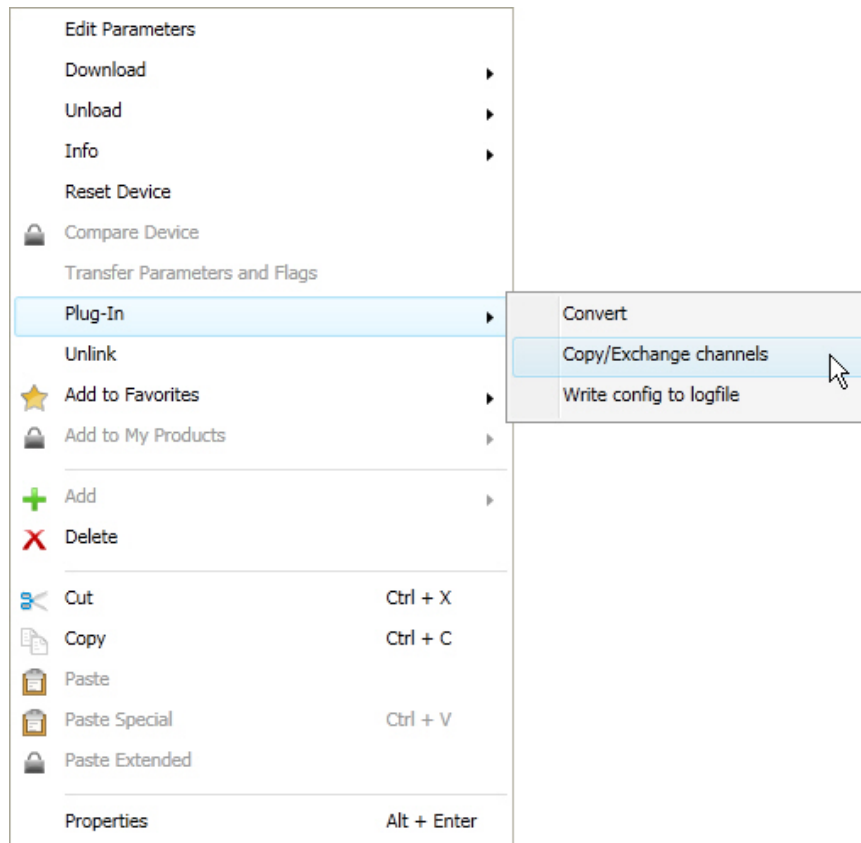 Edit Parameters
Download
Unload
Info
Reset Device
Compare Device
Transfer Parameters and Flags
Plug-In
Unlink
Add to Favorites
Add to My Products
Add
Delete
Cut Ctrl + X
Copy Ctrl + C
Paste
Paste Special Ctrl + V
Paste Extended
Properties Alt + Enter
Convert
Copy/Exchange channels
Write config to logfile